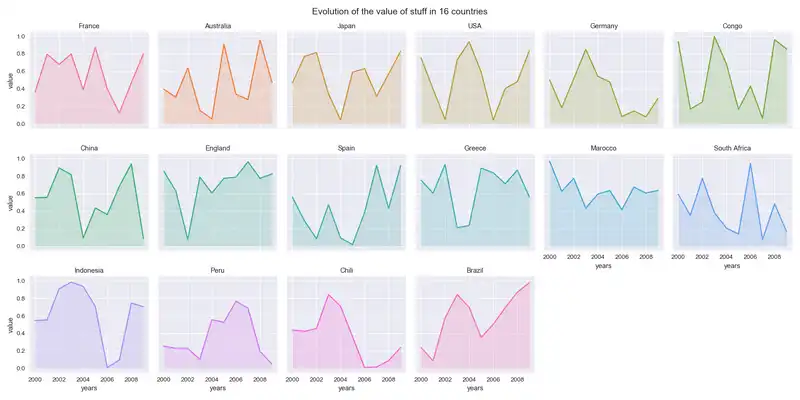 Evolution of the value of stuff in 16 countries
France Australia Japan USA Germany Congo
1.0
0.8
0.6
0.4
0.2
0.0
value
China England Spain Greece Marocco South Africa
1.0
0.8
0.6
0.4
0.2
0.0
value
2000 2002 2004 2006 2008 2000 2002 2004 2006 2008
years years
Indonesia Peru Chili Brazil
1.0
0.8
0.6
0.4
0.2
0.0
value
2000 2002 2004 2006 2008 2000 2002 2004 2006 2008 2000 2002 2004 2006 2008 2000 2002 2004 2006 2008
years years years years